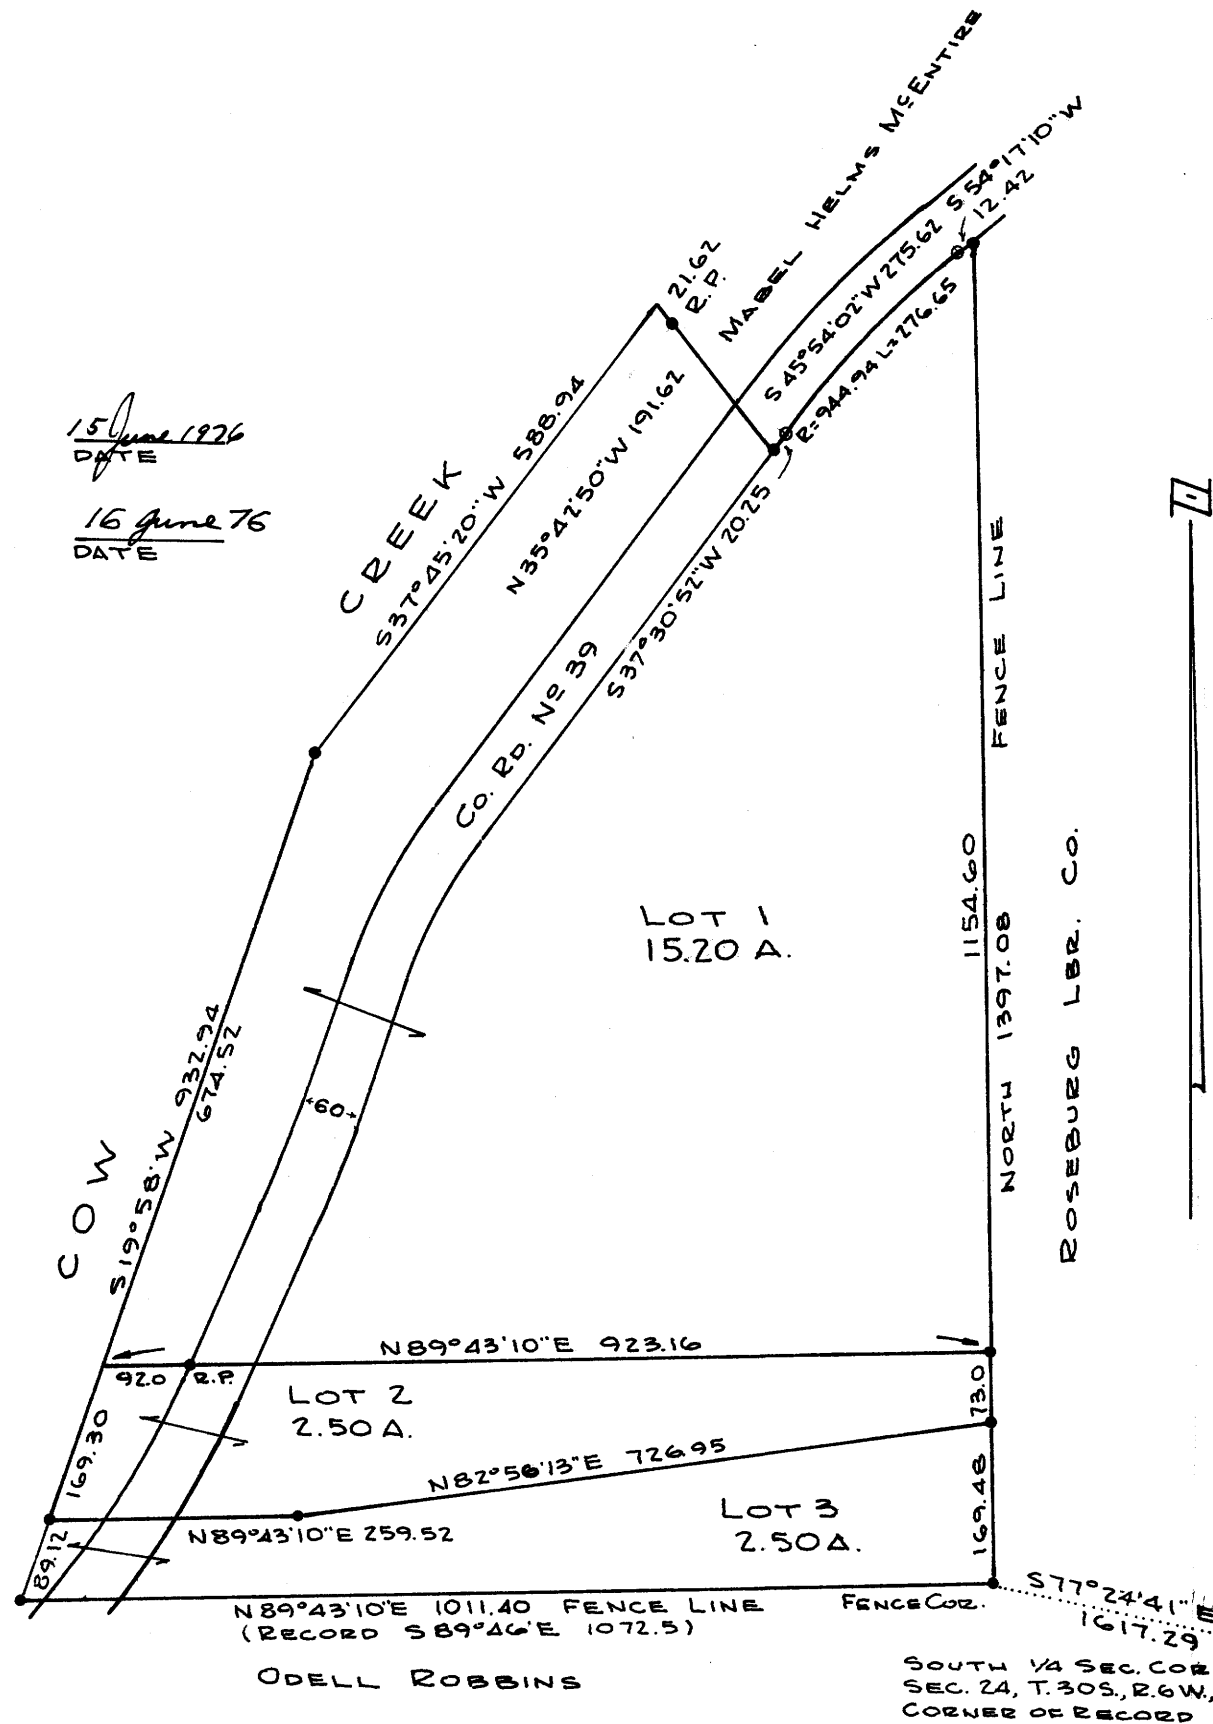 MABEL HELMS McENTIRE
S 54°17'10" W
12.42
21.62
R.P.
S 45°54'02" W 275.62
R=944.94 L=276.65
15 June 1976
DATE
16 June 76
DATE
CREEK
S 37°45'20" W 588.94
N 35°42'50" W 191.62
S 37°30'52" W 20.25
Co. RD. No 39
FENCE LINE
N
LOT 1
15.20 A.
1154.60
NORTH 1397.08
ROSEBURG LBR. CO.
COW
S 19°58' W 932.94
674.52
60
N 89°43'10" E 923.16
92.0 R.P.
LOT 2
2.50 A.
73.0
169.30
N 82°56'13" E 726.95
N 89°43'10" E 259.52
LOT 3
2.50 A.
169.48
89.12
N 89°43'10" E 1011.40 FENCE LINE
FENCE COR.
(RECORD S 89°46' E 1072.5)
S 77°24'41" E
1617.29
ODELL ROBBINS
SOUTH 1/4 SEC. COR
SEC. 24, T. 30S., R. 6W.,
CORNER OF RECORD